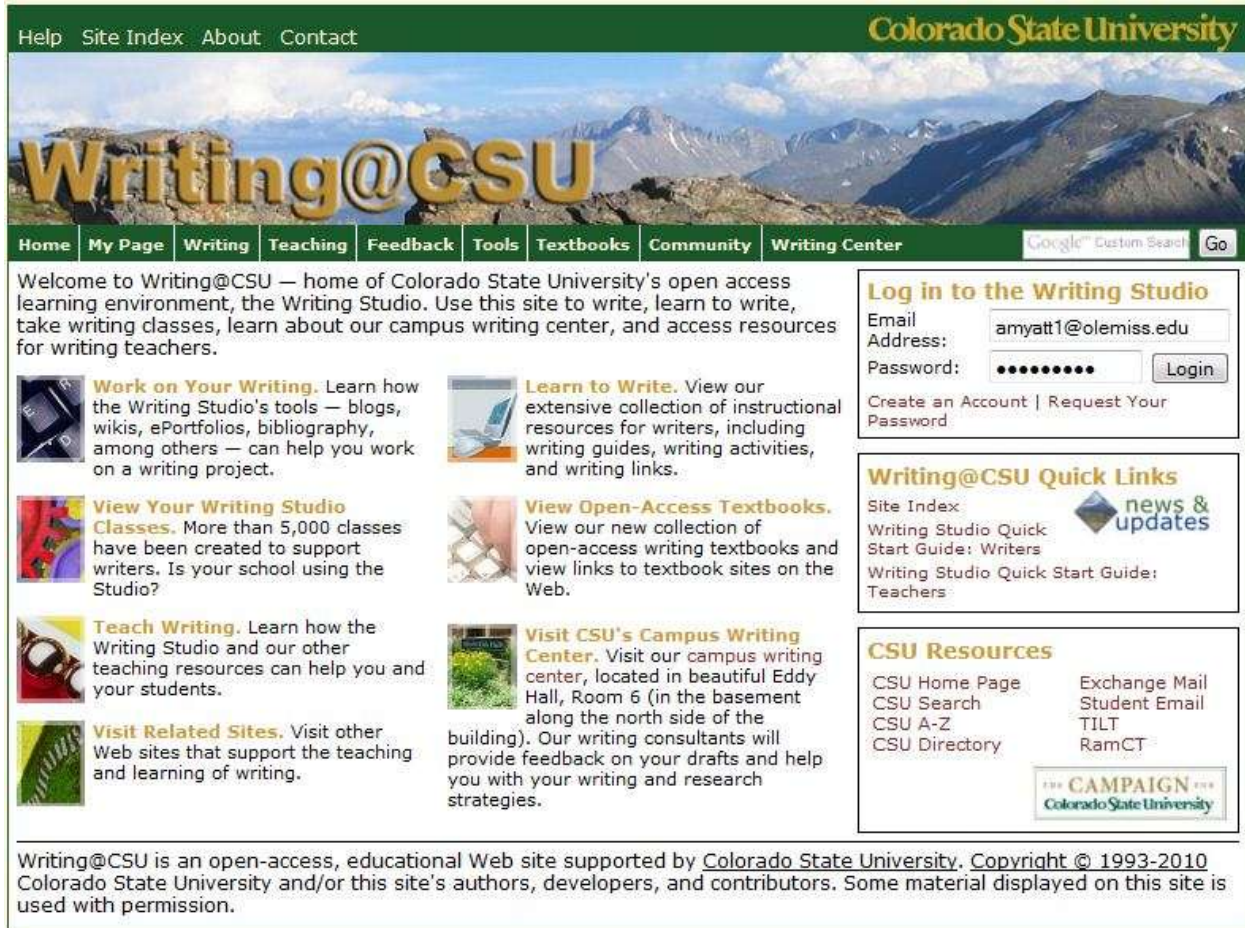 Help Site Index About Contact
Colorado State University
Writing@CSU
Home My Page Writing Teaching Feedback Tools Textbooks Community Writing Center
Google™ Custom Search Go
Welcome to Writing@CSU — home of Colorado State University's open access
learning environment, the Writing Studio. Use this site to write, learn to write,
take writing classes, learn about our campus writing center, and access resources
for writing teachers.
Work on Your Writing. Learn how
the Writing Studio's tools — blogs,
wikis, ePortfolios, bibliography,
among others — can help you work
on a writing project.
View Your Writing Studio
Classes. More than 5,000 classes
have been created to support
writers. Is your school using the
Studio?
Teach Writing. Learn how the
Writing Studio and our other
teaching resources can help you and
your students.
Visit Related Sites. Visit other
Web sites that support the teaching
and learning of writing.
Learn to Write. View our
extensive collection of instructional
resources for writers, including
writing guides, writing activities,
and writing links.
View Open-Access Textbooks.
View our new collection of
open-access writing textbooks and
view links to textbook sites on the
Web.
Visit CSU's Campus Writing
Center. Visit our campus writing
center, located in beautiful Eddy
Hall, Room 6 (in the basement
along the north side of the
building). Our writing consultants will
provide feedback on your drafts and help
you with your writing and research
strategies.
Log in to the Writing Studio
Email
Address:
amyatt1@olemiss.edu
Password: ●●●●●●●●● Login
Create an Account | Request Your
Password
Writing@CSU Quick Links
Site Index
news &
updates
Writing Studio Quick
Start Guide: Writers
Writing Studio Quick Start Guide:
Teachers
CSU Resources
CSU Home Page Exchange Mail
CSU Search Student Email
CSU A-Z TILT
CSU Directory RamCT
THE CAMPAIGN FOR
Colorado State University
Writing@CSU is an open-access, educational Web site supported by Colorado State University. Copyright © 1993-2010
Colorado State University and/or this site's authors, developers, and contributors. Some material displayed on this site is
used with permission.